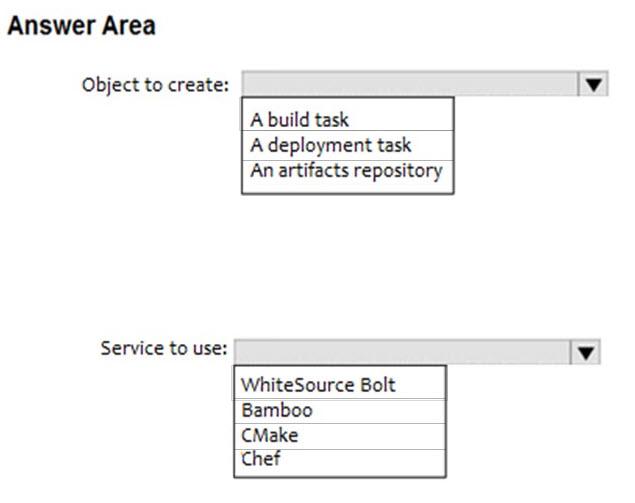 Answer Area
Object to create:
A build task
A deployment task
An artifacts repository
Service to use:
WhiteSource Bolt
Bamboo
CMake
Chef